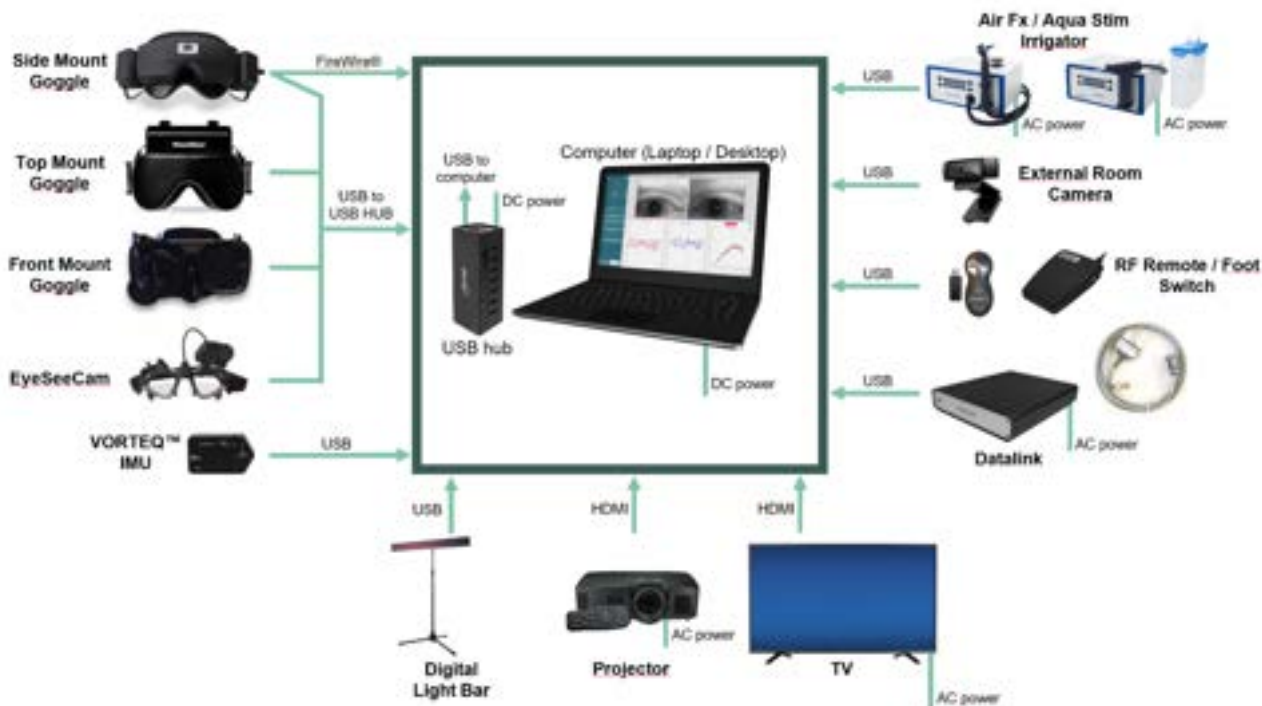 Side Mount
Goggle
FireWire®
Top Mount
Goggle
USB to
USB HUB
Front Mount
Goggle
EyeSeeCam
VORTEQ™
IMU
USB
Computer (Laptop / Desktop)
USB to
computer
DC power
USB hub
DC power
Air Fx / Aqua Stim
Irrigator
USB
AC power
AC power
USB
External Room
Camera
USB
RF Remote / Foot
Switch
USB
AC power
Datalink
USB
Digital
Light Bar
HDMI
AC power
Projector
HDMI
TV
AC power